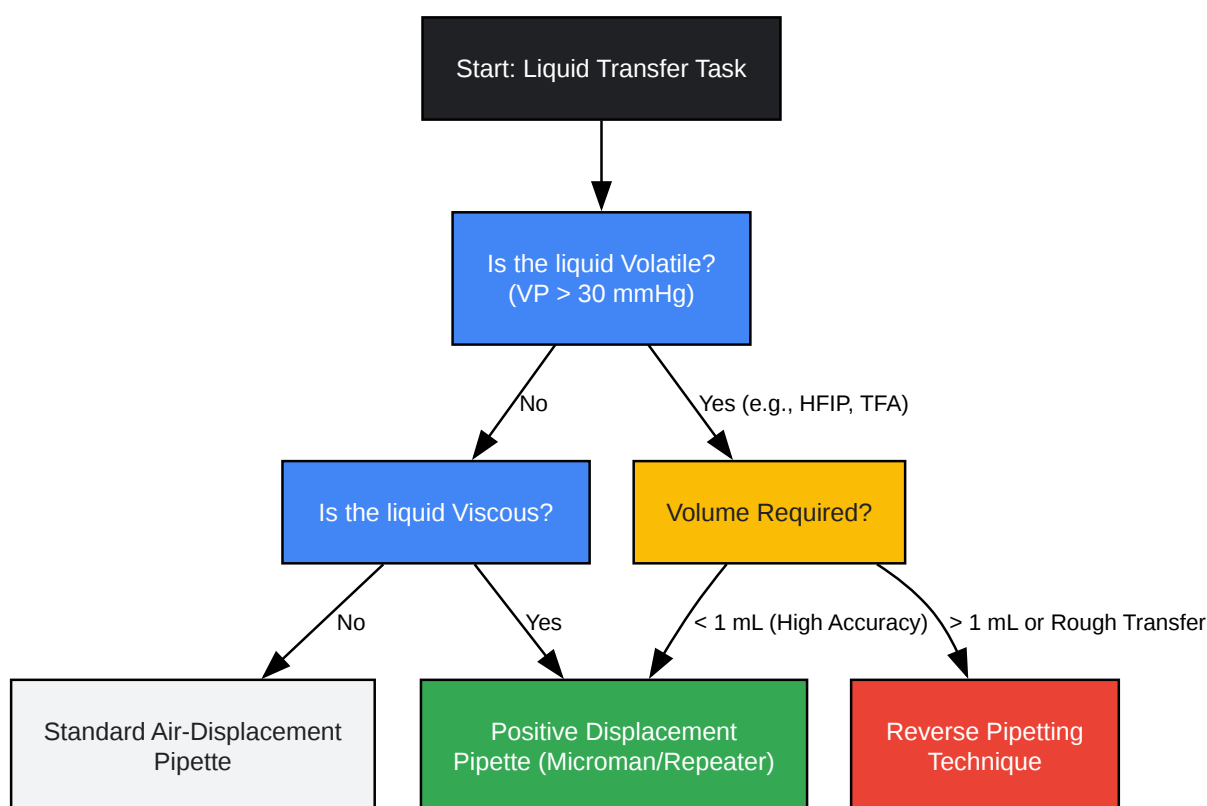 Start: Liquid Transfer Task
Is the liquid Volatile?
(VP > 30 mmHg)
No
Yes (e.g., HFIP, TFA)
Is the liquid Viscous?
Volume Required?
No
Yes
< 1 mL (High Accuracy)
> 1 mL or Rough Transfer
Standard Air-Displacement
Pipette
Positive Displacement
Pipette (Microman/Repeater)
Reverse Pipetting
Technique